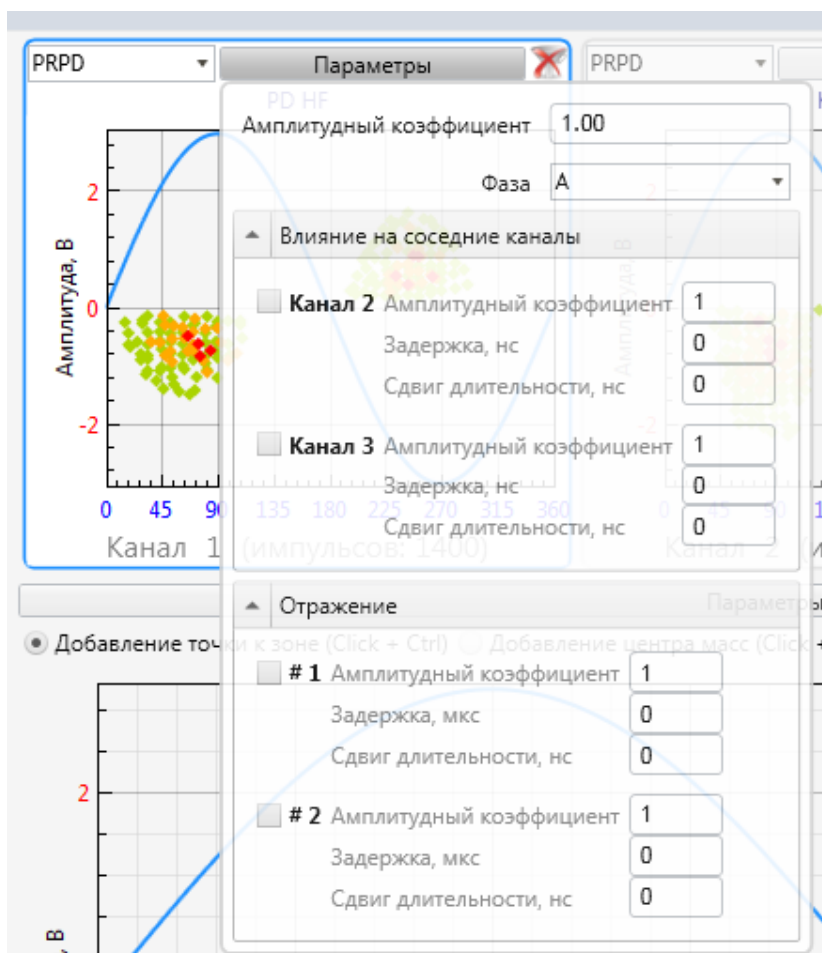 PRPD
Параметры
PRPD
PD HF
Амплитудный коэффициент 1.00
Фаза A
Влияние на соседние каналы
Канал 2 Амплитудный коэффициент 1
Задержка, нс 0
Сдвиг длительности, нс 0
Канал 3 Амплитудный коэффициент 1
Задержка, нс 0
Сдвиг длительности, нс 0
Амплитуда, В
2
0
-2
0 45 90 135 180 225 270 315 360
Канал 1 (импульсов: 1400)
Амплитуда, В
2
-2
0 45 90
Канал 2
Отражение
Параметры
Добавление точки к зоне (Click + Ctrl) Добавление центра масс (Click +
# 1 Амплитудный коэффициент 1
Задержка, мкс 0
Сдвиг длительности, нс 0
# 2 Амплитудный коэффициент 1
Задержка, мкс 0
Сдвиг длительности, нс 0
2
, В